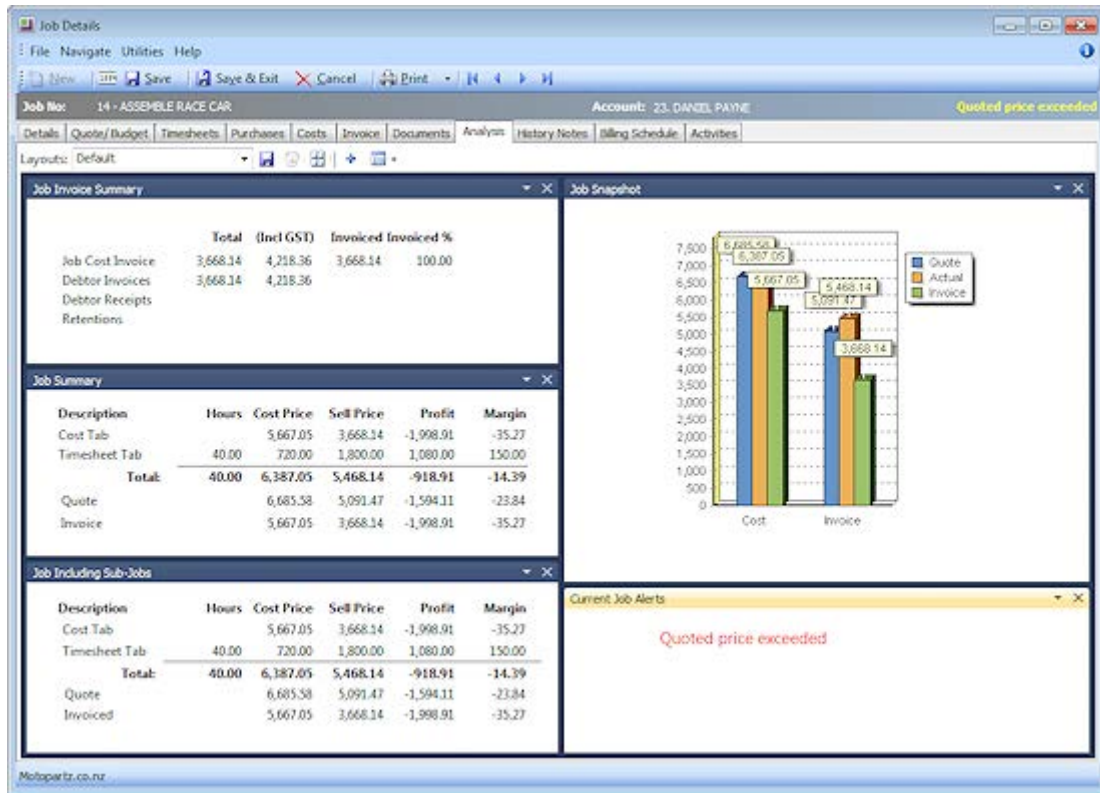 Job Details
File Navigate Utilities Help
New Save Save & Exit Cancel Print
Job No: 14 - ASSEMBLE RACE CAR Account: 23. DANIEL PAYNE Quoted price exceeded
Details Quote/Budget Timesheets Purchases Costs Invoice Documents Analysis History Notes Billing Schedule Activities
Layouts: Default
Job Invoice Summary
Total (Incl GST) Invoiced Invoiced %
Job Cost Invoice 3,668.14 4,218.36 3,668.14 100.00
Debtor Invoices 3,668.14 4,218.36
Debtor Receipts
Retentions
Job Summary
Description Hours Cost Price Sell Price Profit Margin
Cost Tab 5,667.05 3,668.14 -1,998.91 -35.27
Timesheet Tab 40.00 720.00 1,800.00 1,080.00 150.00
Total: 40.00 6,387.05 5,468.14 -918.91 -14.39
Quote 6,685.58 5,091.47 -1,594.11 -23.84
Invoice 5,667.05 3,668.14 -1,998.91 -35.27
Job Including Sub-Jobs
Description Hours Cost Price Sell Price Profit Margin
Cost Tab 5,667.05 3,668.14 -1,998.91 -35.27
Timesheet Tab 40.00 720.00 1,800.00 1,080.00 150.00
Total: 40.00 6,387.05 5,468.14 -918.91 -14.39
Quote 6,685.58 5,091.47 -1,594.11 -23.84
Invoiced 5,667.05 3,668.14 -1,998.91 -35.27
Job Snapshot
7,500
7,000
6,500
6,000
5,500
5,000
4,500
4,000
3,500
3,000
2,500
2,000
1,500
1,000
500
0
6,685.58
6,387.05
5,667.05
5,468.14
5,091.47
3,668.14
Cost Invoice
Quote
Actual
Invoice
Current Job Alerts
Quoted price exceeded
Motopartz.co.nz